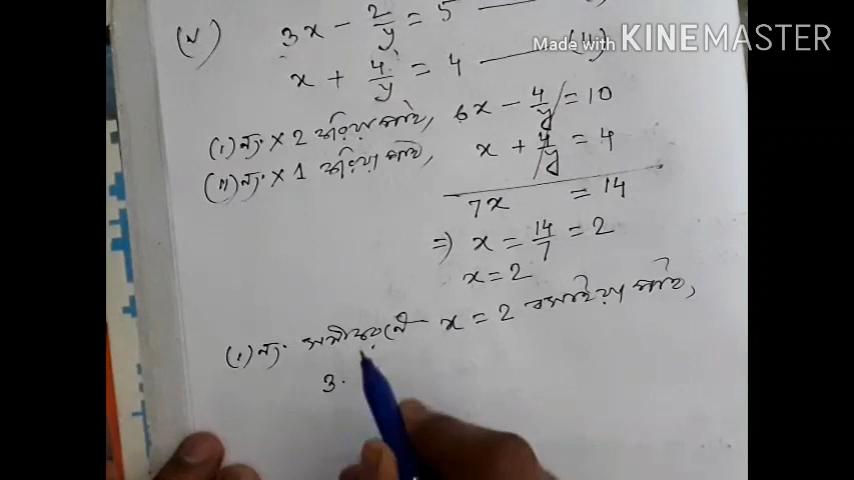 (v) 3x - 2/y = 5
Made with KINEMASTER
x + 4/y = 4 —— (ii)
(i) নং × 2 করিয়া পাই, 6x - 4/y = 10
(ii) নং × 1 করিয়া পাই, x + 4/y = 4
7x = 14
=> x = 14/7 = 2
x = 2
(i) নং সমীকরণে x = 2 বসাইয়া পাই,
3.